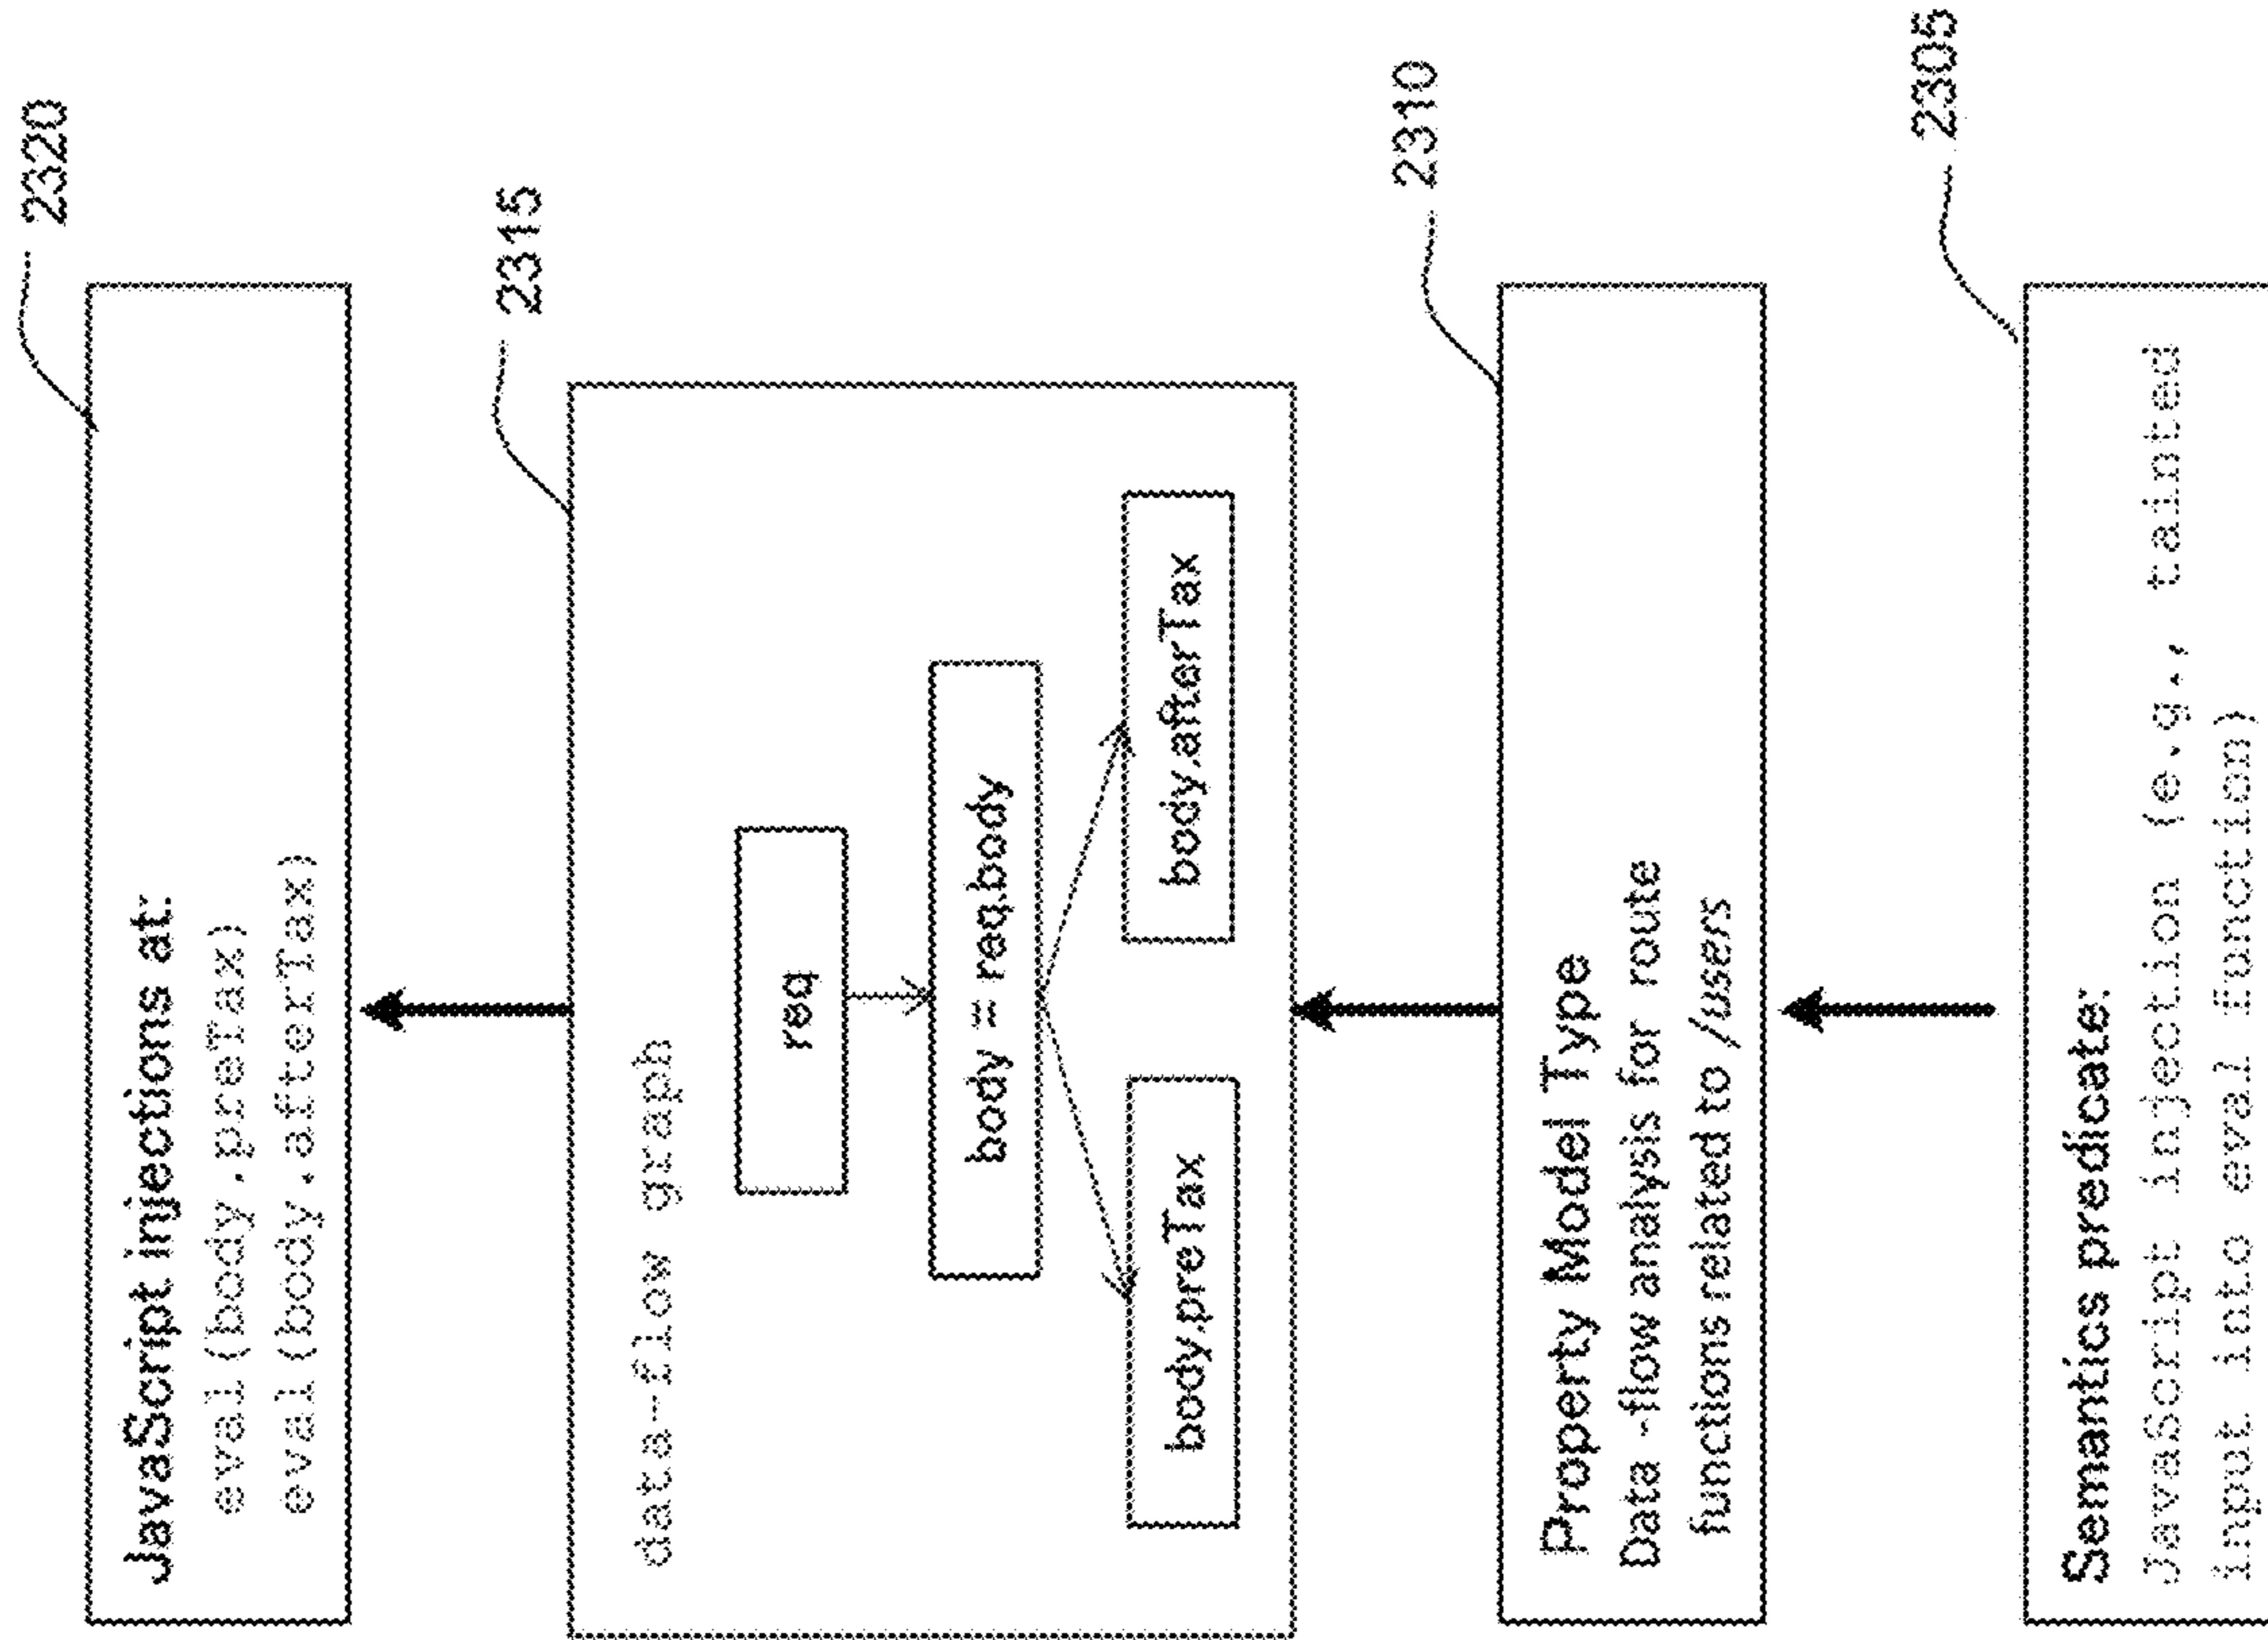 JavaScript injections at:
eval(body.preTax)
eval(body.afterTax)
2320
data-flow graph
req
body = req.body
body.preTax
body.afterTax
2315
Property Model Type
Data -flow analysis for route
functions related to /users
2310
Semantics predicate:
JavaScript injection (e.g., tainted
input into eval function)
2305